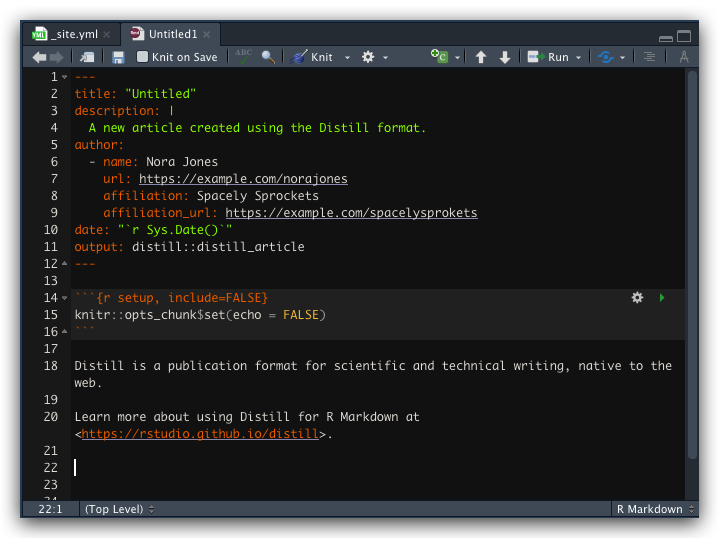 _site.yml
Untitled1
Knit on Save
ABC
Knit
Run
1 ---
2 title: "Untitled"
3 description: |
4   A new article created using the Distill format.
5 author:
6   - name: Nora Jones
7     url: https://example.com/norajones
8     affiliation: Spacely Sprockets
9     affiliation_url: https://example.com/spacelysprokets
10 date: "`r Sys.Date()`"
11 output: distill::distill_article
12 ---
13
14 ```{r setup, include=FALSE}
15 knitr::opts_chunk$set(echo = FALSE)
16 ```
17
18 Distill is a publication format for scientific and technical writing, native to the
web.
19
20 Learn more about using Distill for R Markdown at
<https://rstudio.github.io/distill>.
21
22
23
22:1 (Top Level) R Markdown